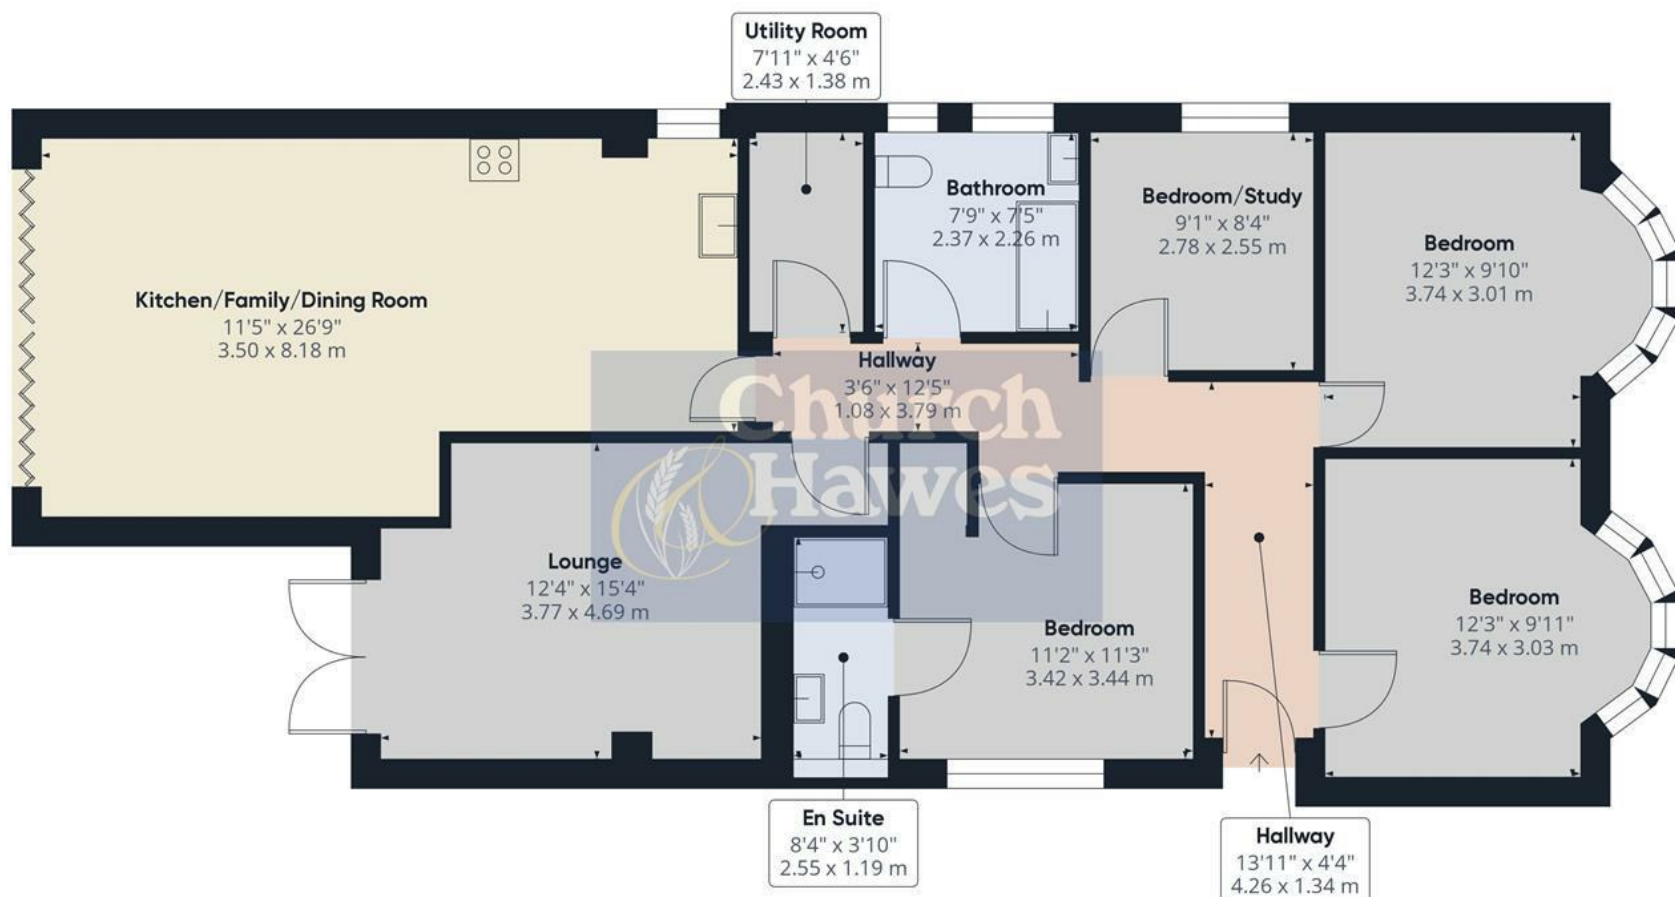 Utility Room
7'11" x 4'6"
2.43 x 1.38 m
Bathroom
7'9" x 7'5"
2.37 x 2.26 m
Bedroom/Study
9'1" x 8'4"
2.78 x 2.55 m
Bedroom
12'3" x 9'10"
3.74 x 3.01 m
Kitchen/Family/Dining Room
11'5" x 26'9"
3.50 x 8.18 m
Hallway
3'6" x 12'5"
1.08 x 3.79 m
Church
& Hawes
Lounge
12'4" x 15'4"
3.77 x 4.69 m
Bedroom
11'2" x 11'3"
3.42 x 3.44 m
Bedroom
12'3" x 9'11"
3.74 x 3.03 m
En Suite
8'4" x 3'10"
2.55 x 1.19 m
Hallway
13'11" x 4'4"
4.26 x 1.34 m